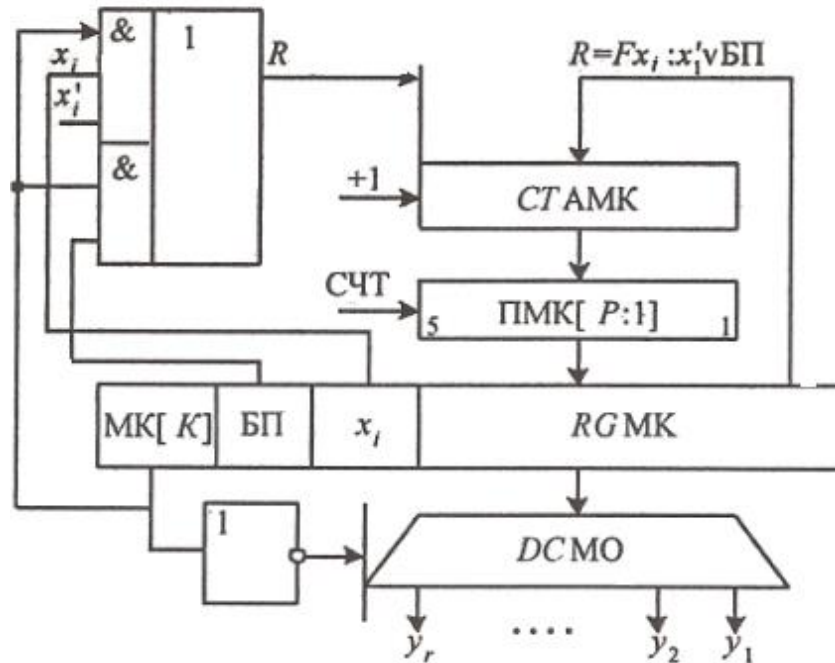 & 1
R
R=Fx_i :x_1'vБП
x_i
x_i'
&
+1
CT АМК
СЧТ
5 ПМК[ P:1] 1
МК[ K] БП x_i RG МК
1
DC МО
y_r .... y_2 y_1